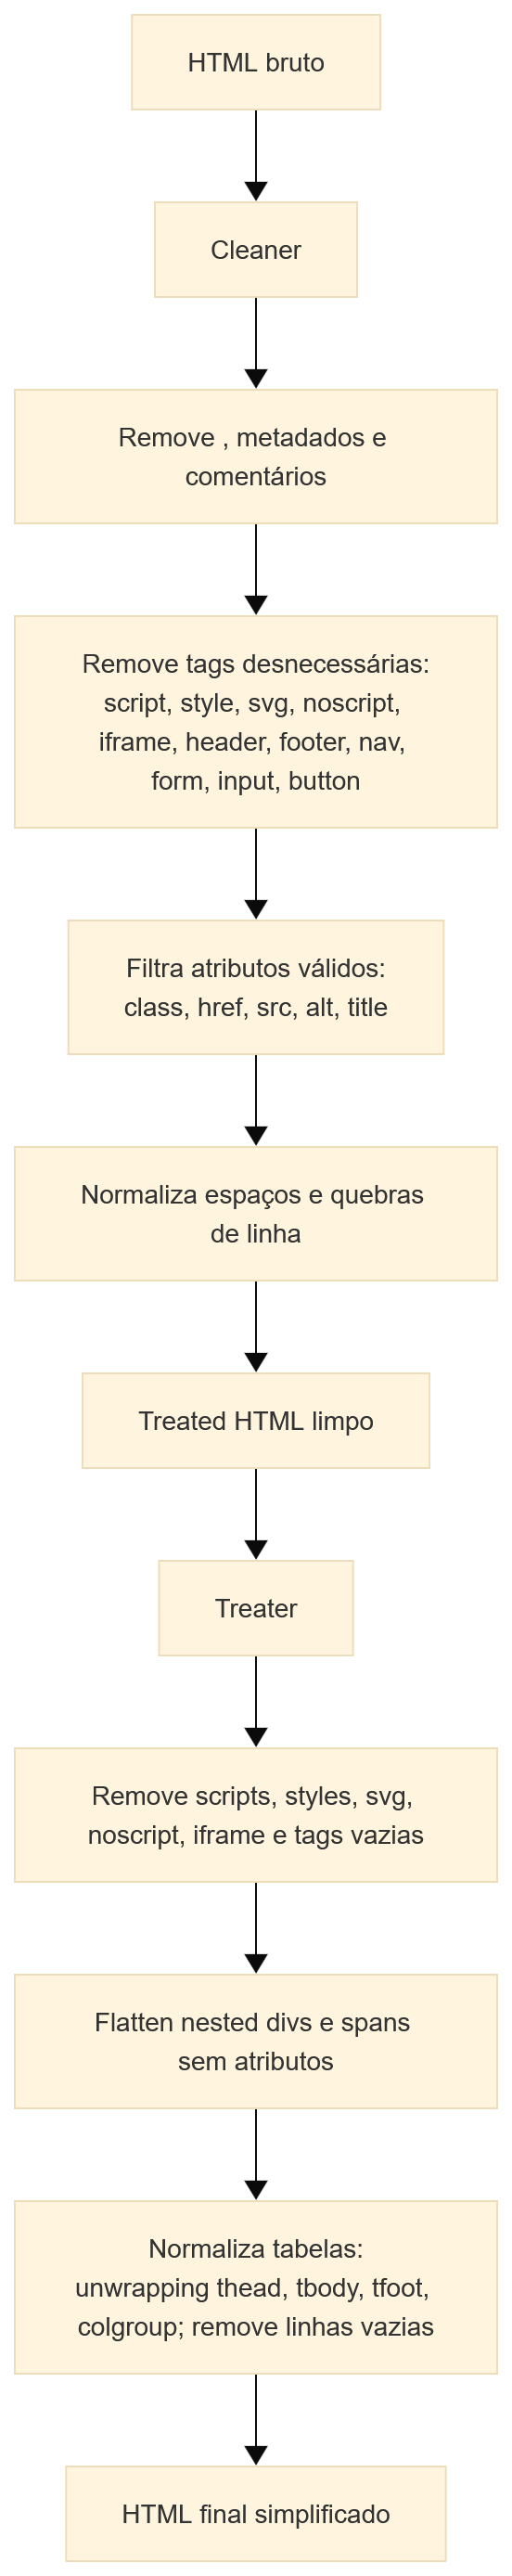 HTML bruto
Cleaner
Remove , metadados e
comentários
Remove tags desnecessárias:
script, style, svg, noscript,
iframe, header, footer, nav,
form, input, button
Filtra atributos válidos:
class, href, src, alt, title
Normaliza espaços e quebras
de linha
Treated HTML limpo
Treater
Remove scripts, styles, svg,
noscript, iframe e tags vazias
Flatten nested divs e spans
sem atributos
Normaliza tabelas:
unwrapping thead, tbody, tfoot,
colgroup; remove linhas vazias
HTML final simplificado